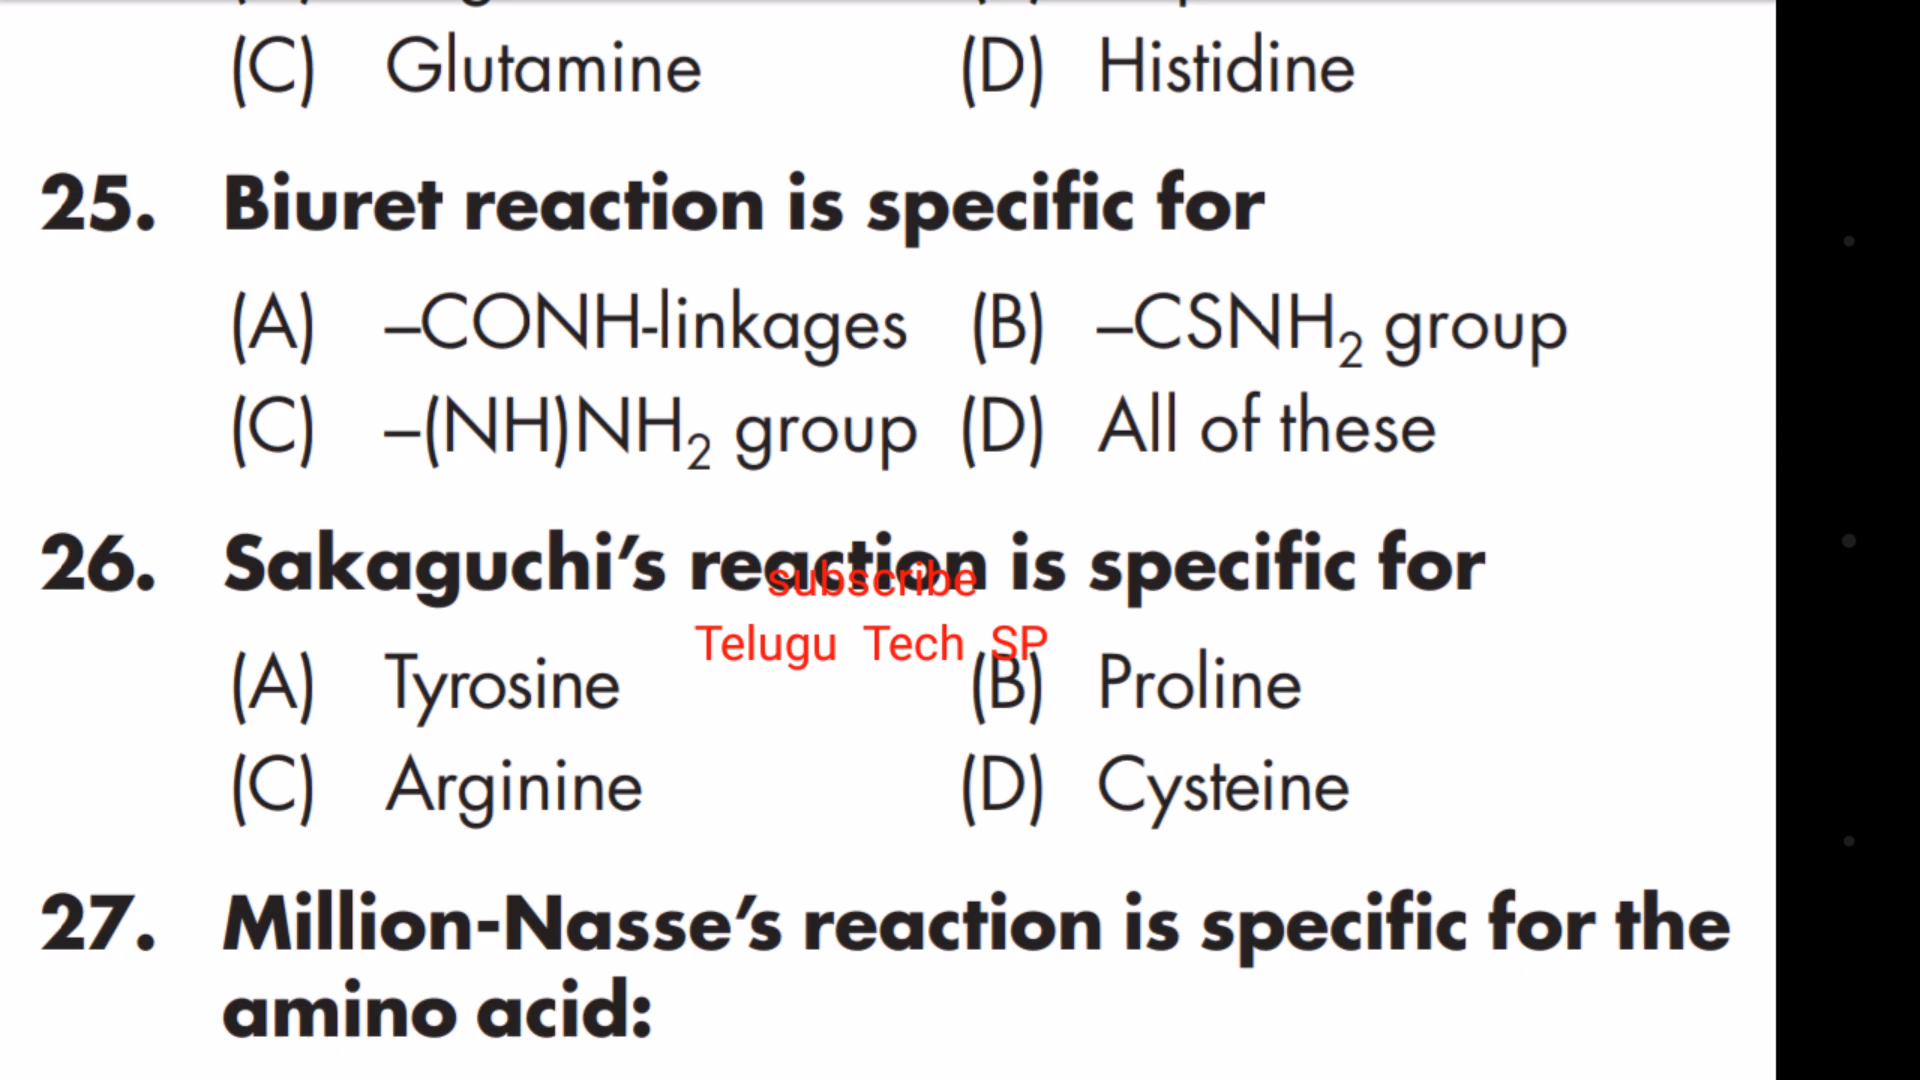 (C) Glutamine (D) Histidine
25. Biuret reaction is specific for
(A) –CONH-linkages (B) –CSNH₂ group
(C) –(NH)NH₂ group (D) All of these
26. Sakaguchi’s reaction is specific for
subscribe
Telugu Tech SP
(A) Tyrosine (B) Proline
(C) Arginine (D) Cysteine
27. Million-Nasse’s reaction is specific for the
amino acid: